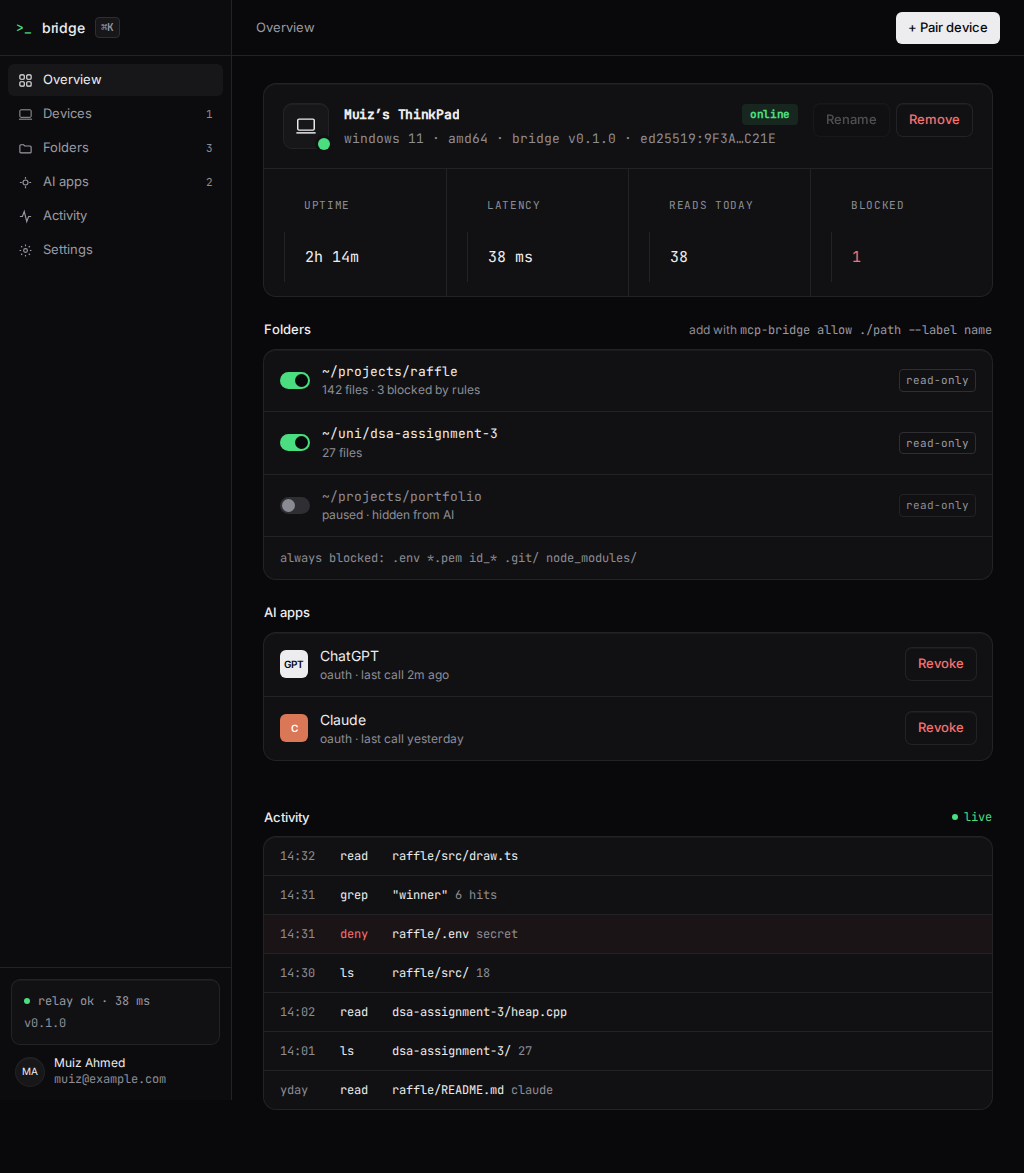 >_ bridge ⌘K
Overview
+ Pair device
Overview
Devices 1
Folders 3
AI apps 2
Activity
Settings
Muiz’s ThinkPad
online
Rename
Remove
windows 11 · amd64 · bridge v0.1.0 · ed25519:9F3A…C21E
UPTIME
LATENCY
READS TODAY
BLOCKED
2h 14m
38 ms
38
1
Folders
add with mcp-bridge allow ./path --label name
~/projects/raffle
142 files · 3 blocked by rules
read-only
~/uni/dsa-assignment-3
27 files
read-only
~/projects/portfolio
paused · hidden from AI
read-only
always blocked: .env *.pem id_* .git/ node_modules/
AI apps
GPT
ChatGPT
oauth · last call 2m ago
Revoke
C
Claude
oauth · last call yesterday
Revoke
Activity
live
14:32 read raffle/src/draw.ts
14:31 grep "winner" 6 hits
14:31 deny raffle/.env secret
14:30 ls raffle/src/ 18
14:02 read dsa-assignment-3/heap.cpp
14:01 ls dsa-assignment-3/ 27
yday read raffle/README.md claude
relay ok · 38 ms
v0.1.0
MA
Muiz Ahmed
muiz@example.com